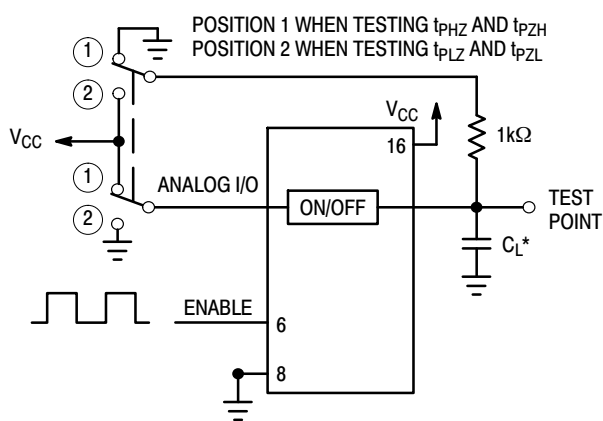 POSITION 1 WHEN TESTING tPHZ AND tPZH
POSITION 2 WHEN TESTING tPLZ AND tPZL
1
2
VCC
VCC
16
1kΩ
1
ANALOG I/O
ON/OFF
TEST
POINT
2
CL*
ENABLE
6
8